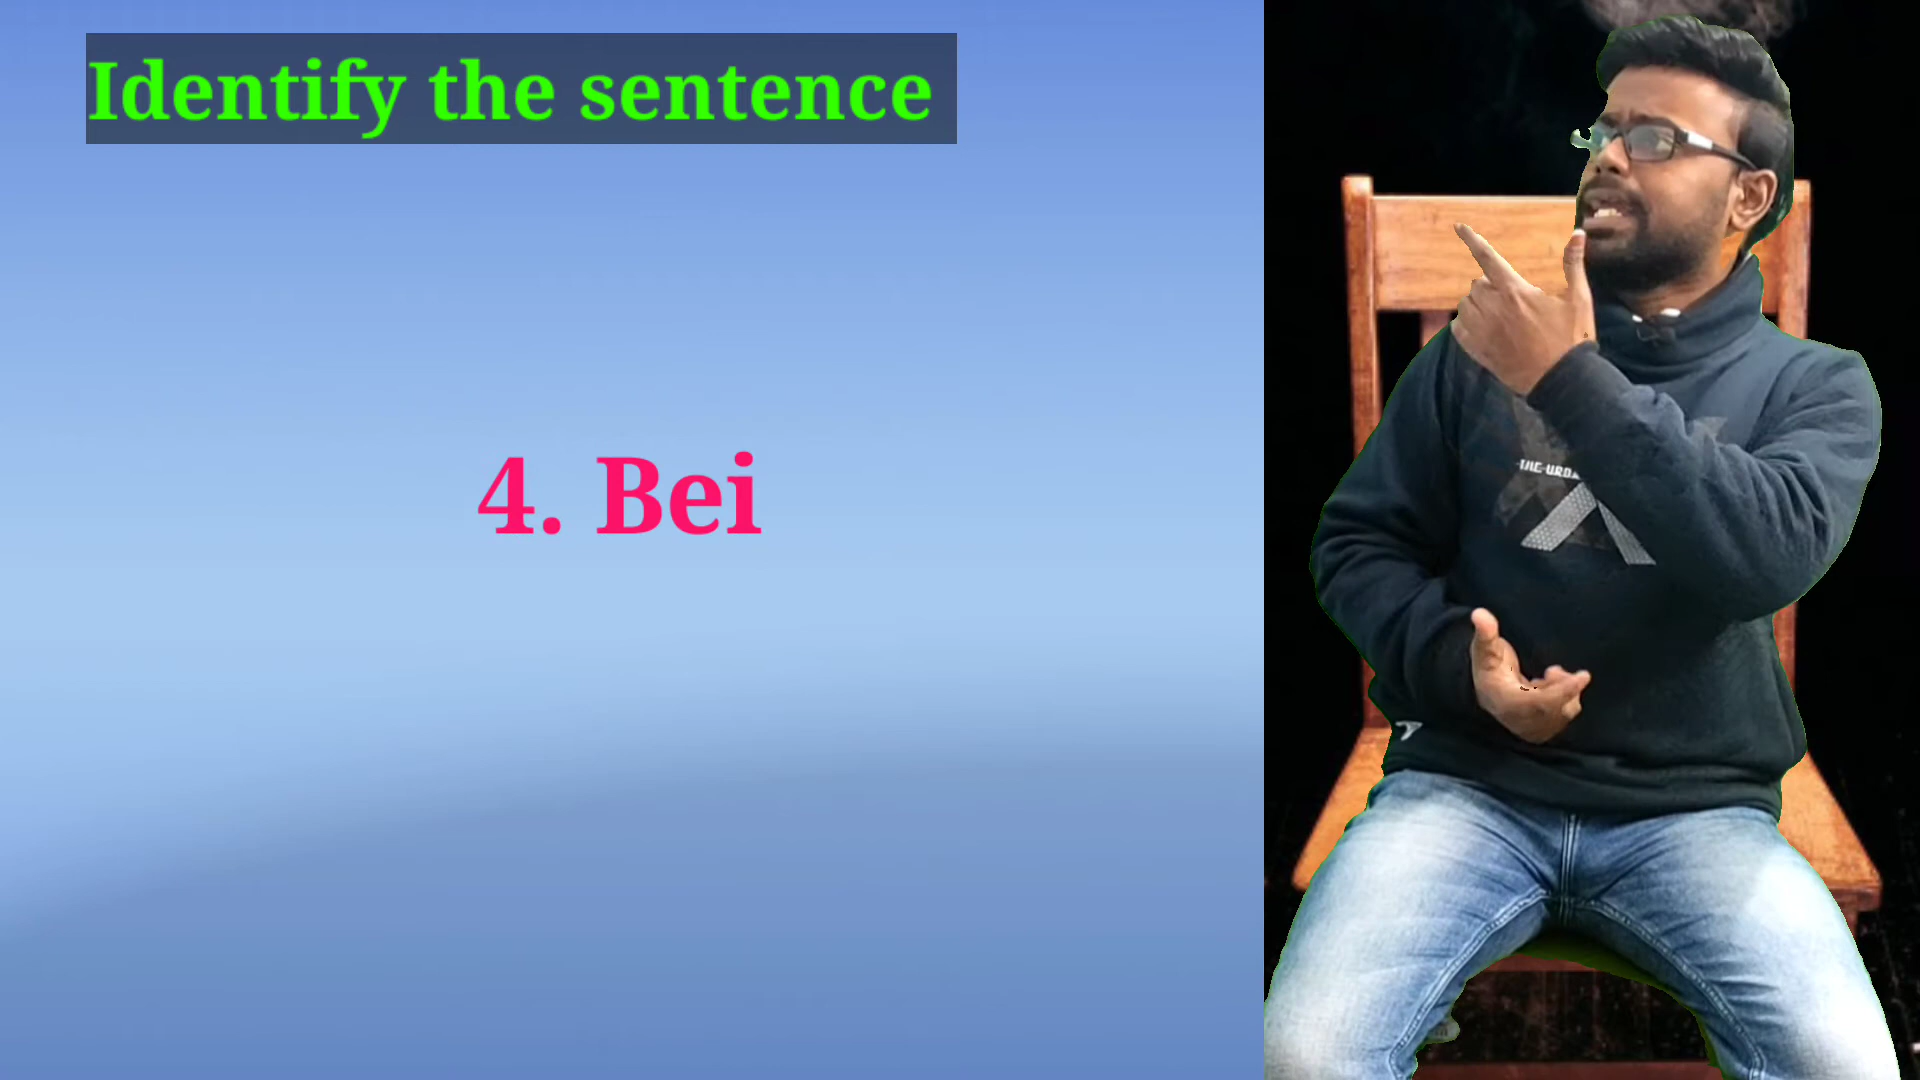 Identify the sentence
4. Bei